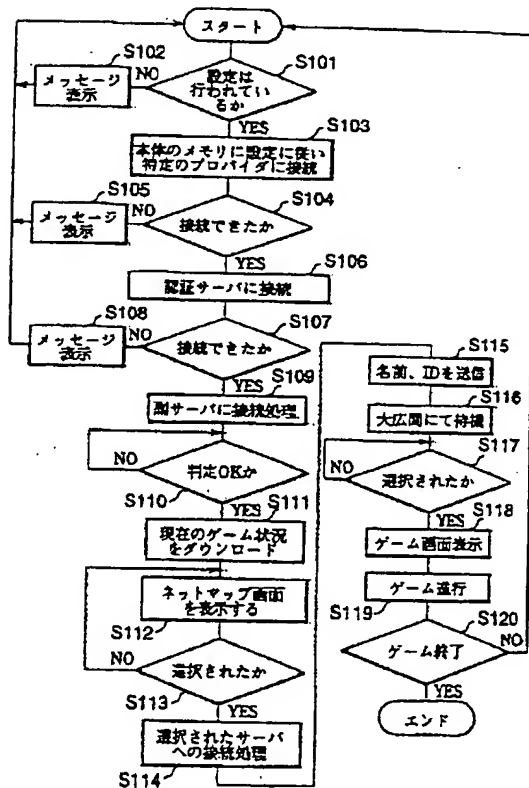 スタート
S102
メッセージ
表示
NO
S101
設定は
行われてい
るか
YES
S103
本体のメモリに設定に従い
特定のプロバイダに接続
S105
メッセージ
表示
NO
S104
接続できたか
YES
S106
認証サーバに接続
S108
メッセージ
表示
NO
S107
接続できたか
YES
S109
サーバに接続処理
NO
判定OKか
S110
YES
S111
現在のゲーム状況
をダウンロード
ネットマップ画面
を表示する
S112
NO
選択されたか
S113
YES
選択されたサーバ
への接続処理
S114
S115
名前、IDを送信
S116
大広間にて待機
S117
NO
選択されたか
YES
S118
ゲーム画面表示
ゲーム進行
S119
S120
ゲーム終了
NO
YES
エンド